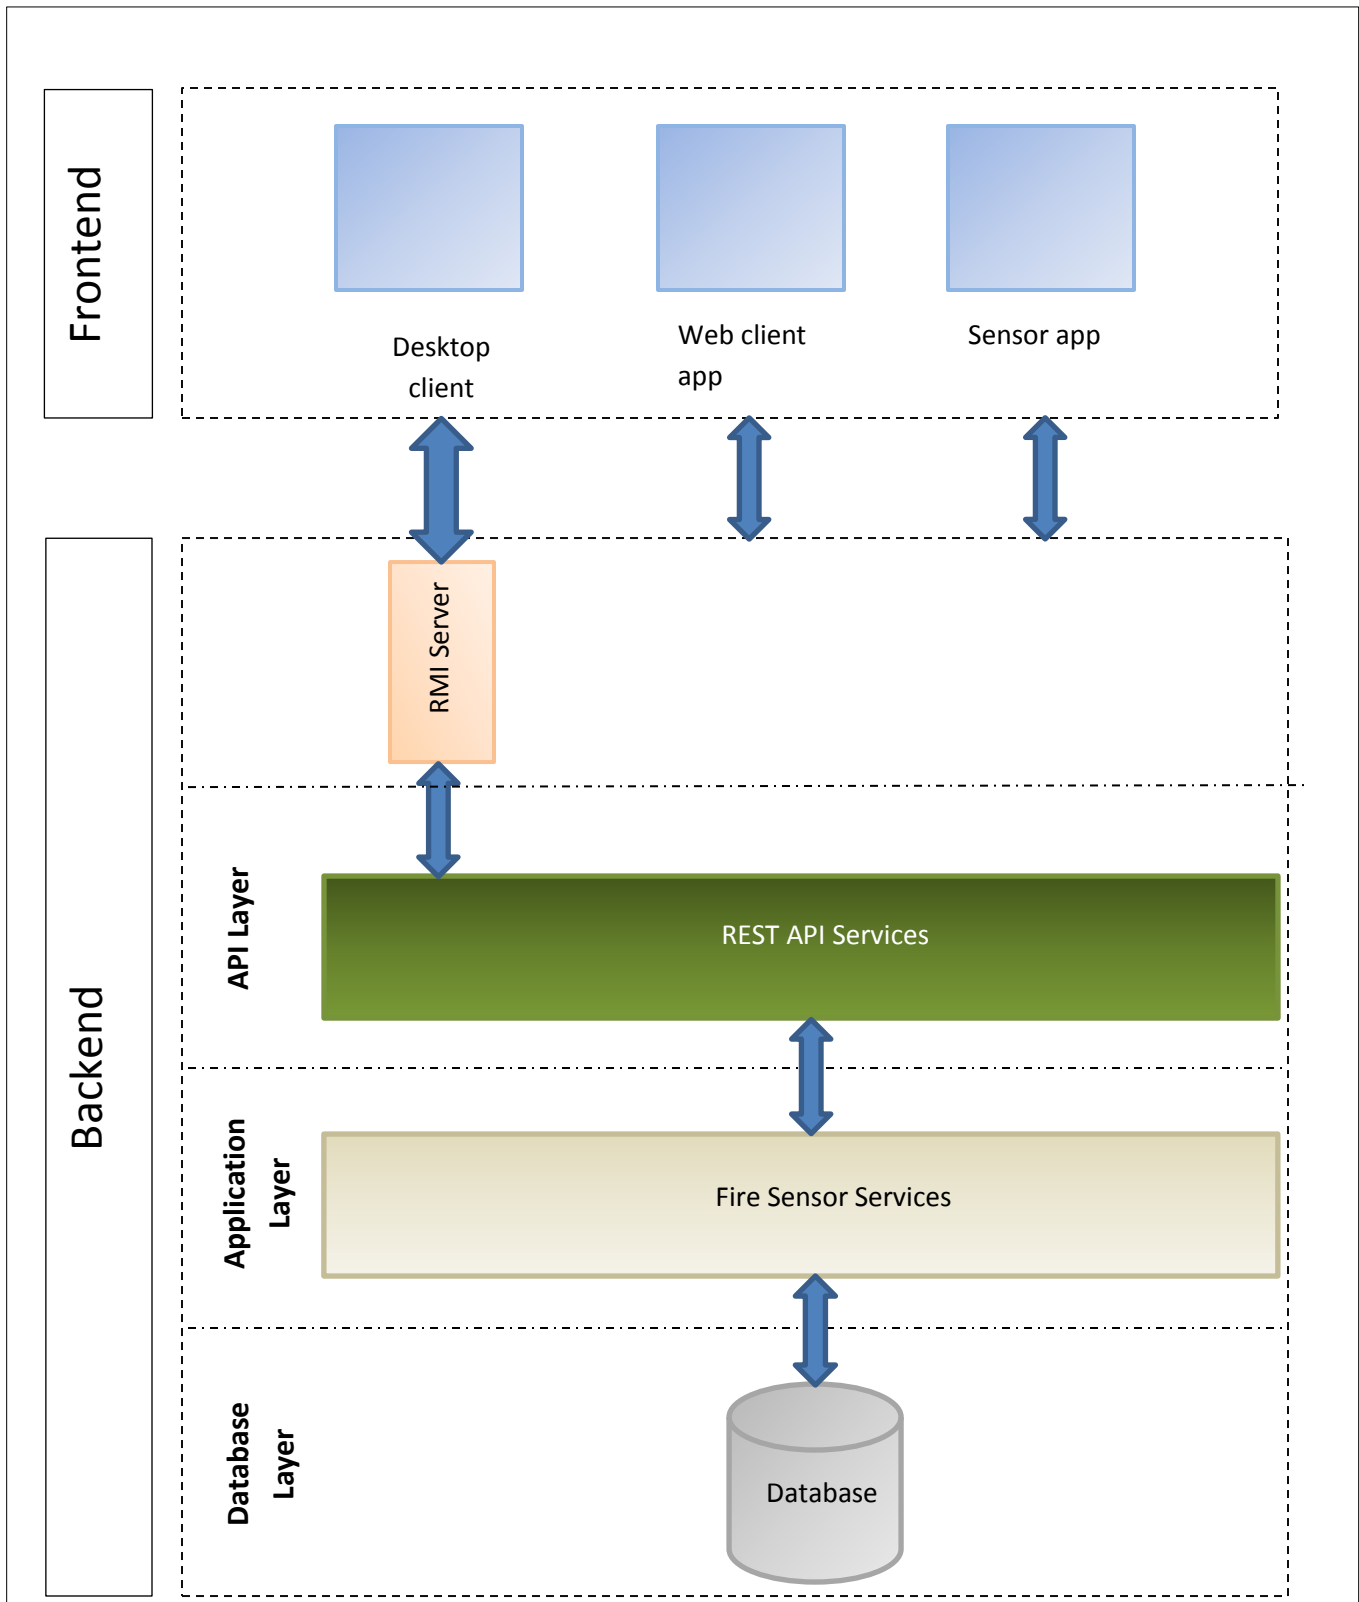 Frontend
Desktop
client
Web client
app
Sensor app
Backend
RMI Server
API Layer
REST API Services
Application
Layer
Fire Sensor Services
Database
Layer
Database